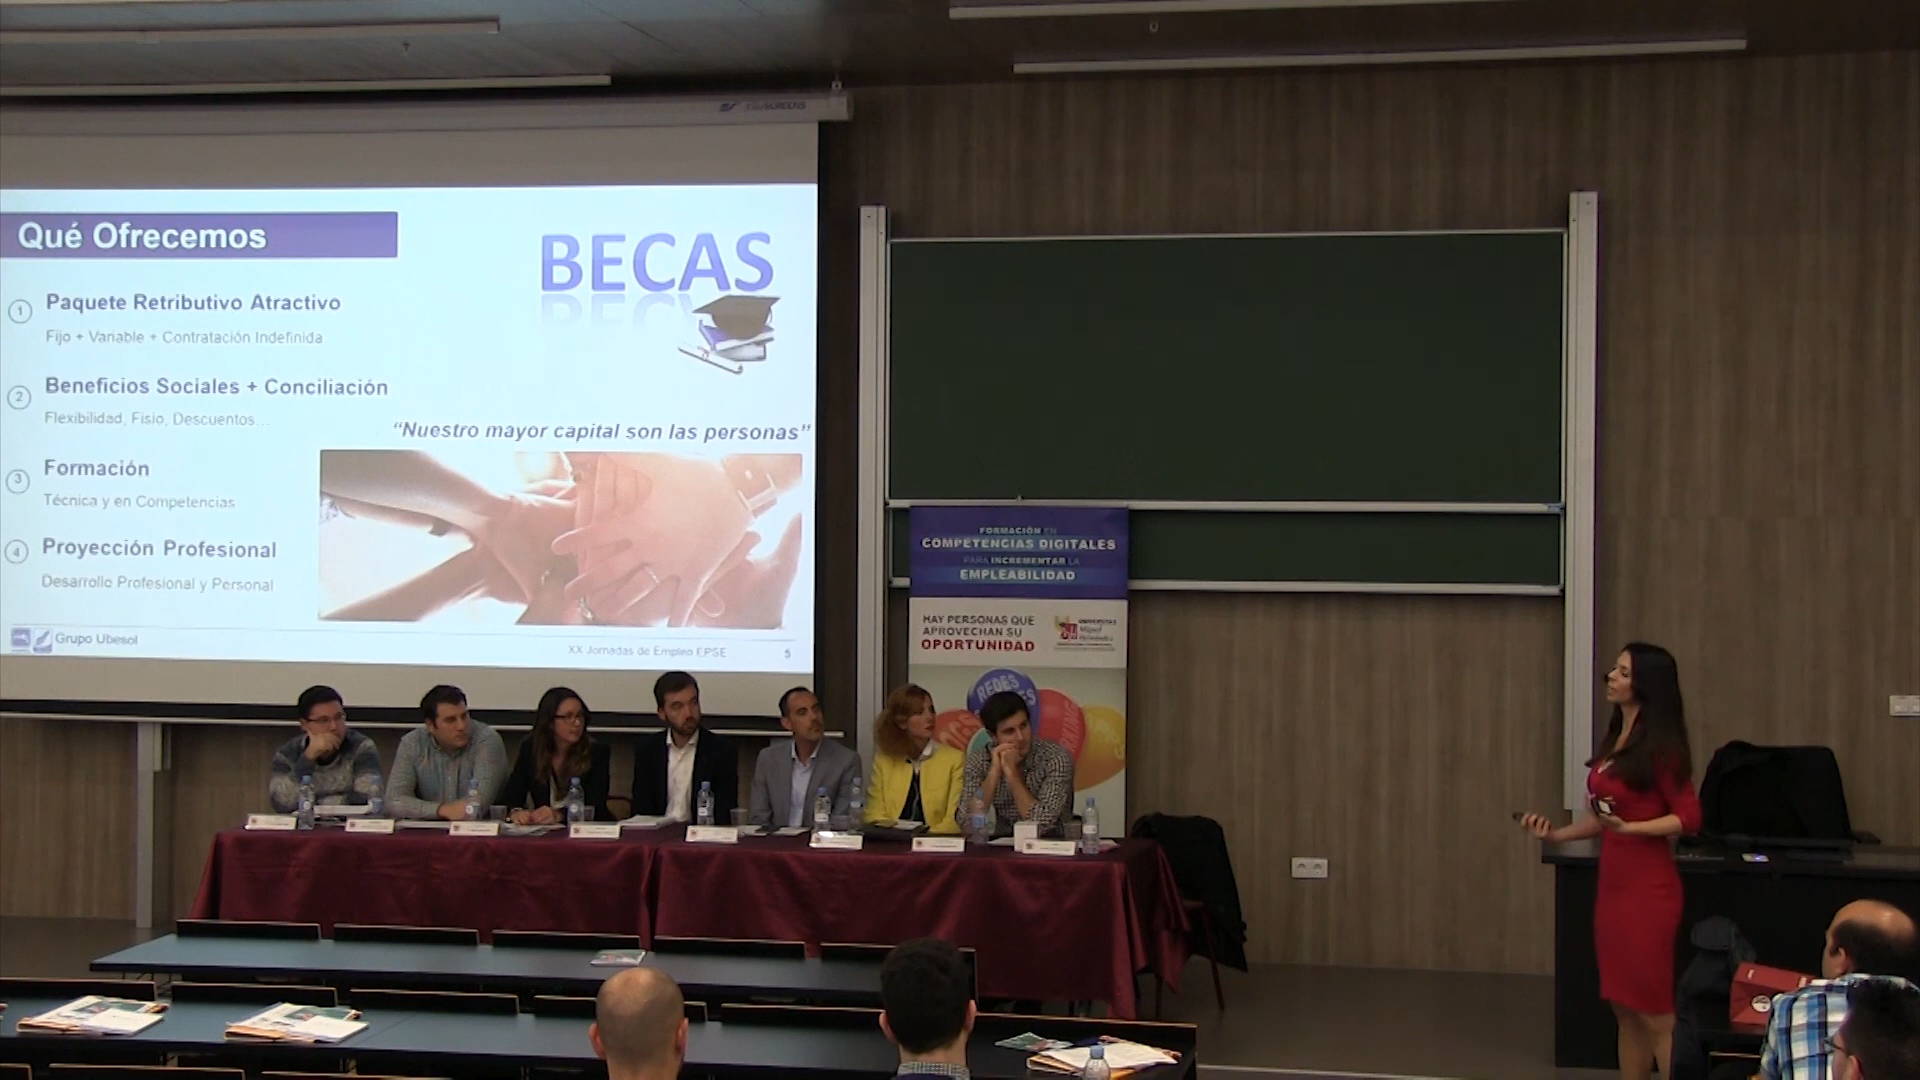 Qué Ofrecemos
BECAS
1
Paquete Retributivo Atractivo
Fijo + Variable + Contratación Indefinida
2
Beneficios Sociales + Conciliación
Flexibilidad, Fisio, Descuentos...
“Nuestro mayor capital son las personas”
3
Formación
Técnica y en Competencias
4
Proyección Profesional
Desarrollo Profesional y Personal
Grupo Ubesol
XX Jornadas de Empleo EPSE
5
FORMACIÓN EN
COMPETENCIAS DIGITALES
PARA INCREMENTAR LA
EMPLEABILIDAD
HAY PERSONAS QUE
APROVECHAN SU
OPORTUNIDAD
UNIVERSITAS
Miguel
Hernández
REDES